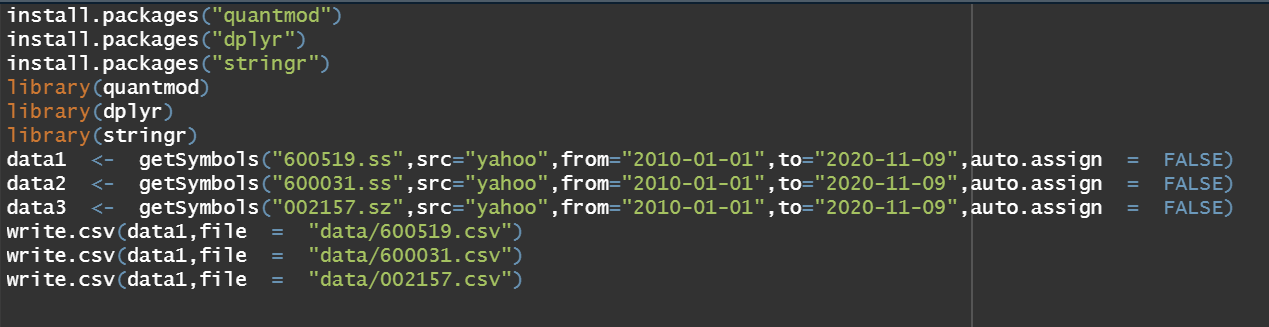 install.packages("quantmod")
install.packages("dplyr")
install.packages("stringr")
library(quantmod)
library(dplyr)
library(stringr)
data1  <-  getSymbols("600519.ss",src="yahoo",from="2010-01-01",to="2020-11-09",auto.assign  =  FALSE)
data2  <-  getSymbols("600031.ss",src="yahoo",from="2010-01-01",to="2020-11-09",auto.assign  =  FALSE)
data3  <-  getSymbols("002157.sz",src="yahoo",from="2010-01-01",to="2020-11-09",auto.assign  =  FALSE)
write.csv(data1,file  =  "data/600519.csv")
write.csv(data1,file  =  "data/600031.csv")
write.csv(data1,file  =  "data/002157.csv")